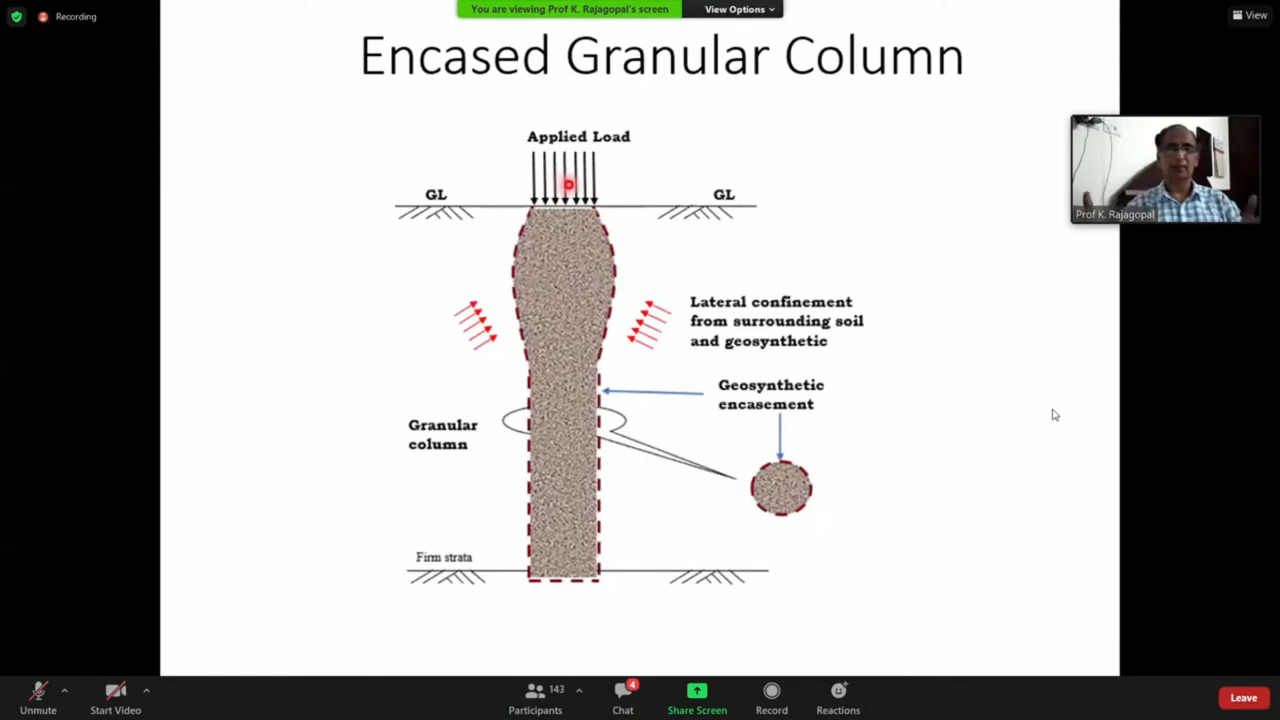 Recording
You are viewing Prof K. Rajagopal's screen
View Options
View
Encased Granular Column
Applied Load
GL
GL
Prof K. Rajagopal
Lateral confinement
from surrounding soil
and geosynthetic
Geosynthetic
encasement
Granular
column
Firm strata
Unmute
Start Video
143
Participants
4
Chat
Share Screen
Record
Reactions
Leave